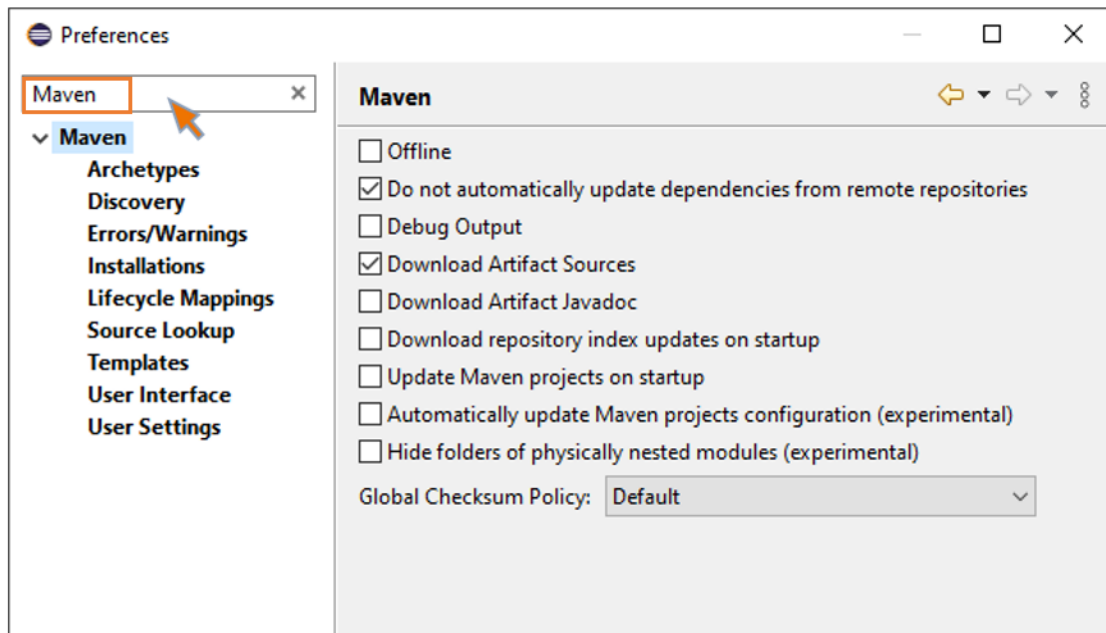 Preferences
Maven
Maven
Archetypes
Discovery
Errors/Warnings
Installations
Lifecycle Mappings
Source Lookup
Templates
User Interface
User Settings
Maven
Offline
Do not automatically update dependencies from remote repositories
Debug Output
Download Artifact Sources
Download Artifact Javadoc
Download repository index updates on startup
Update Maven projects on startup
Automatically update Maven projects configuration (experimental)
Hide folders of physically nested modules (experimental)
Global Checksum Policy: Default